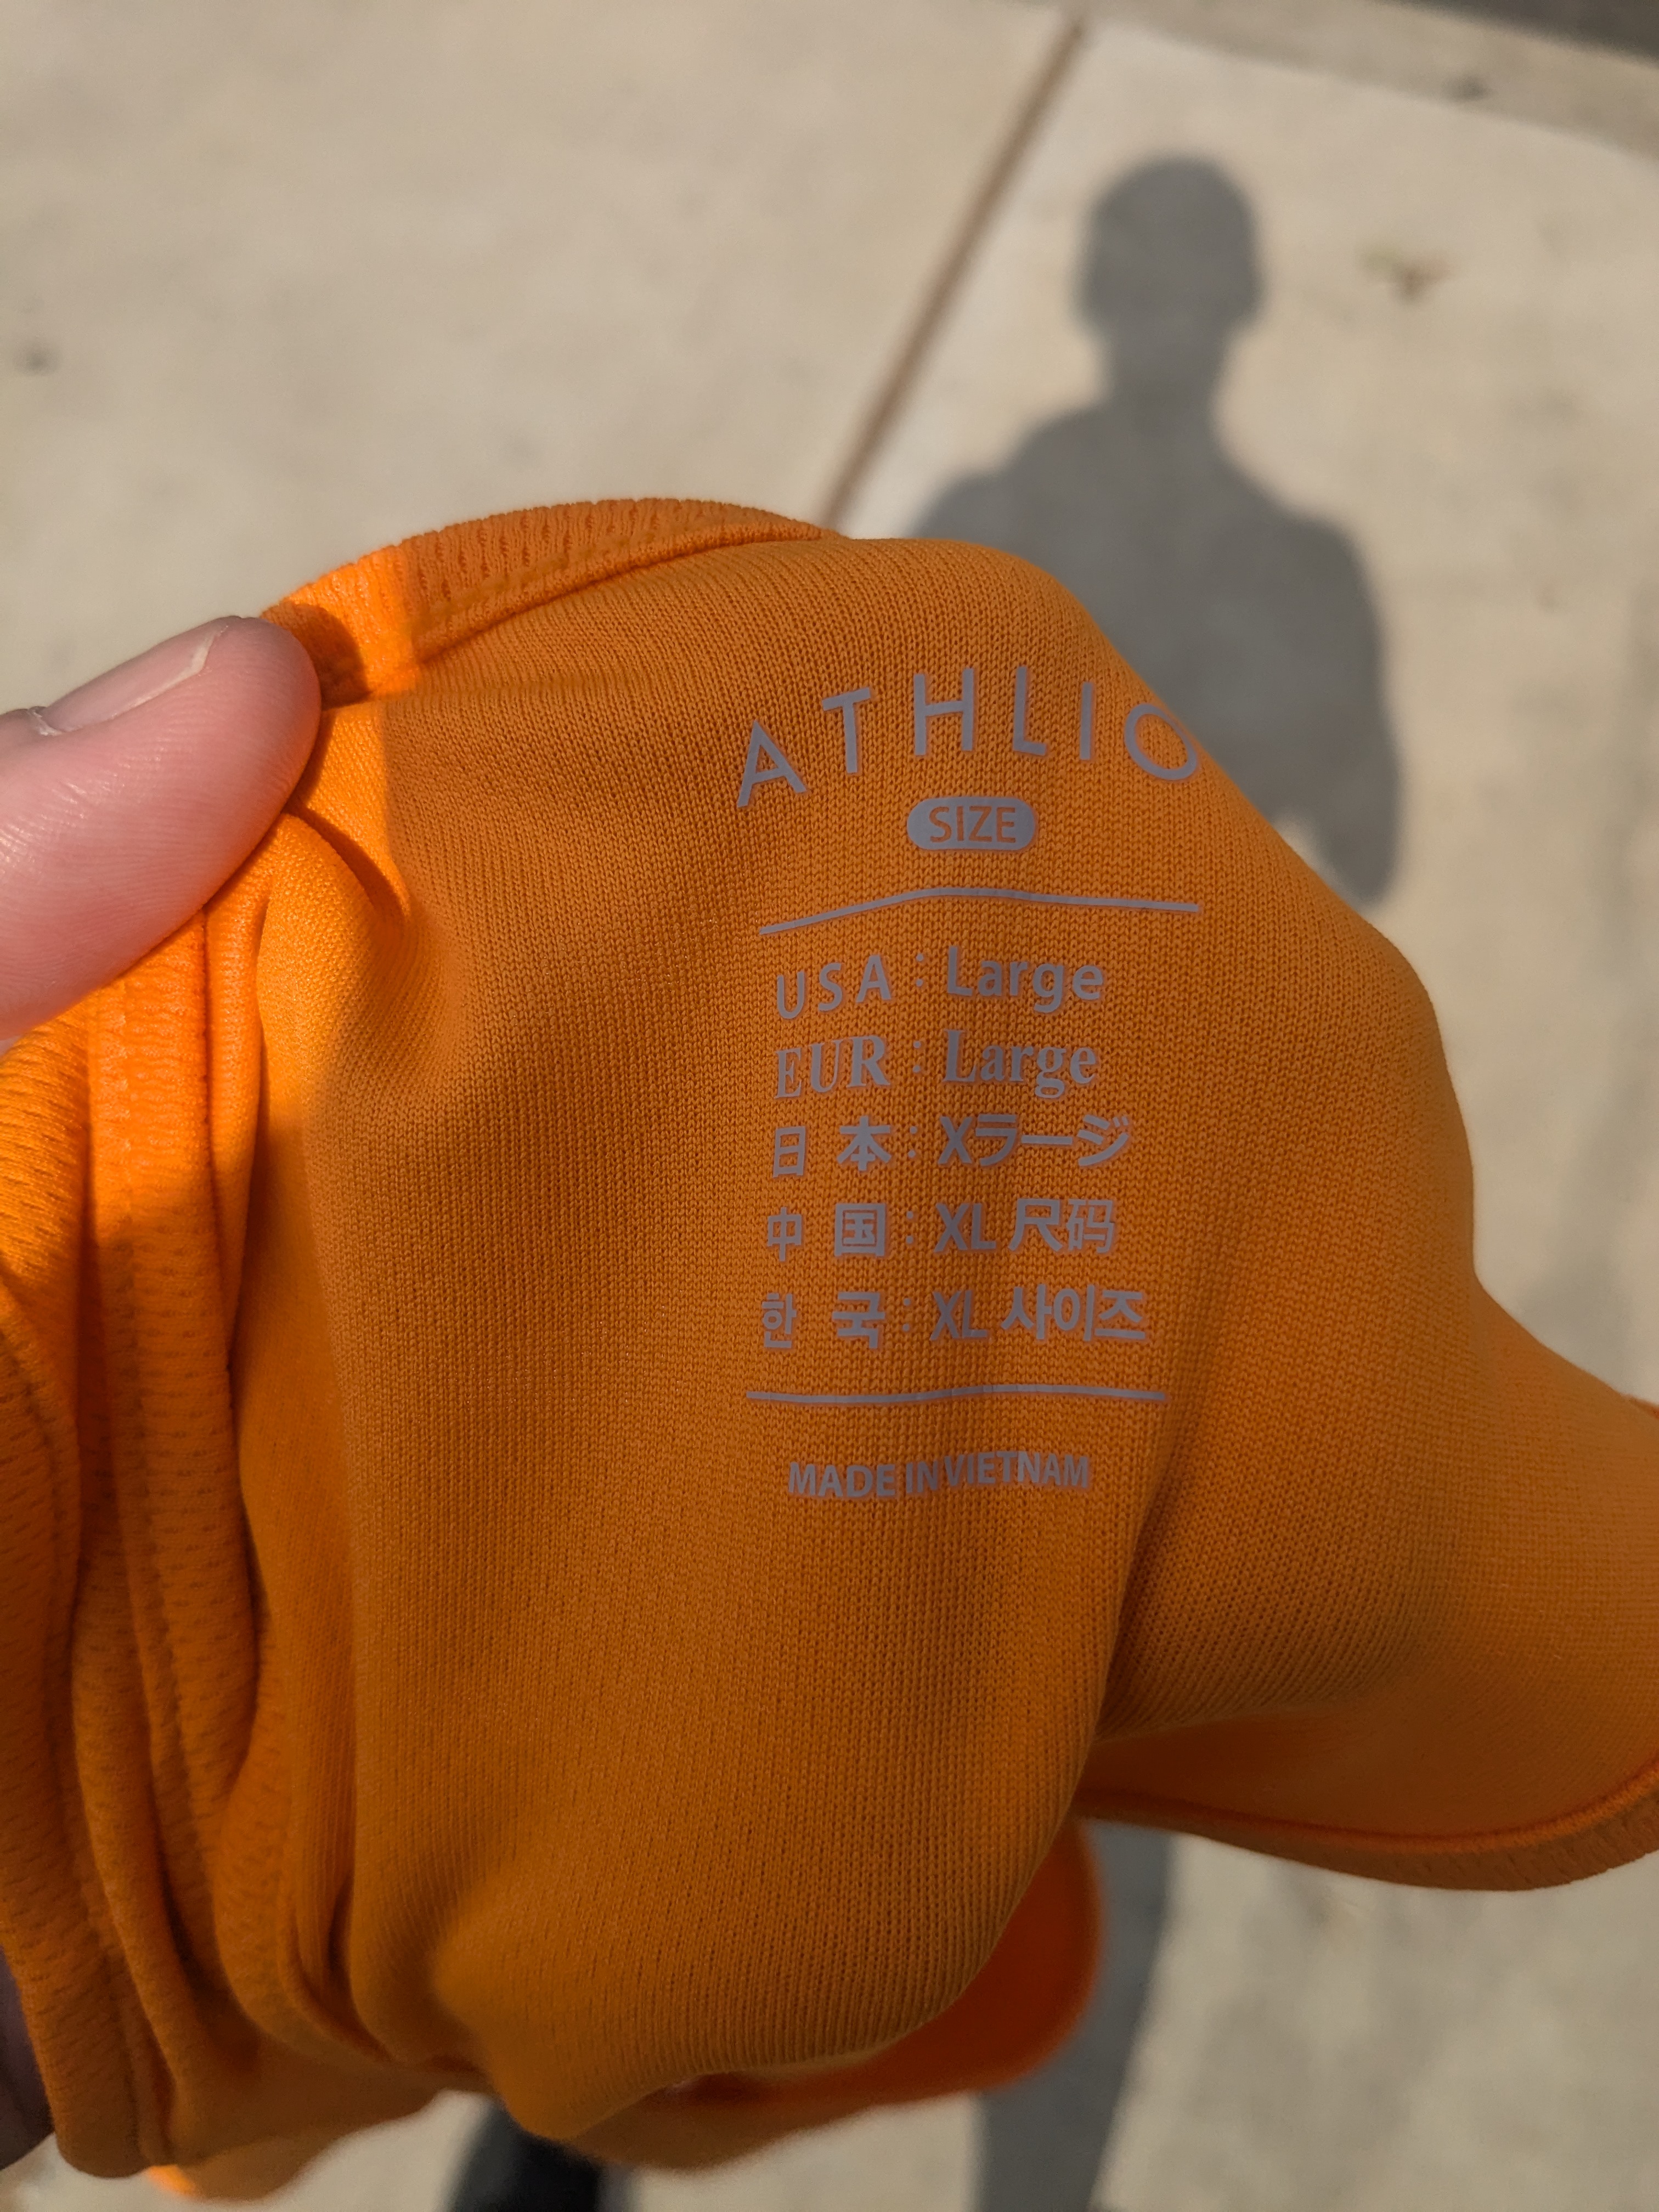 ATHLIO
SIZE
USA : Large
EUR : Large
日 本 : Xラージ
中 国 : XL 尺码
한 국 : XL 사이즈
MADE IN VIETNAM